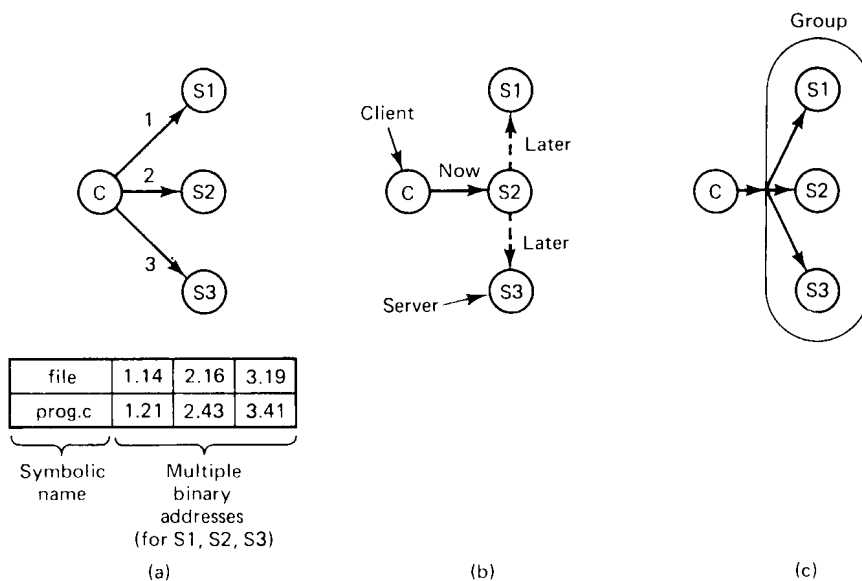 S1
1
C
2
S2
3
S3
file 1.14 2.16 3.19
prog.c 1.21 2.43 3.41
Symbolic
name
Multiple
binary
addresses
(for S1, S2, S3)
(a)
Client
S1
Later
Now
C
S2
Later
S3
Server
(b)
Group
S1
C
S2
S3
(c)